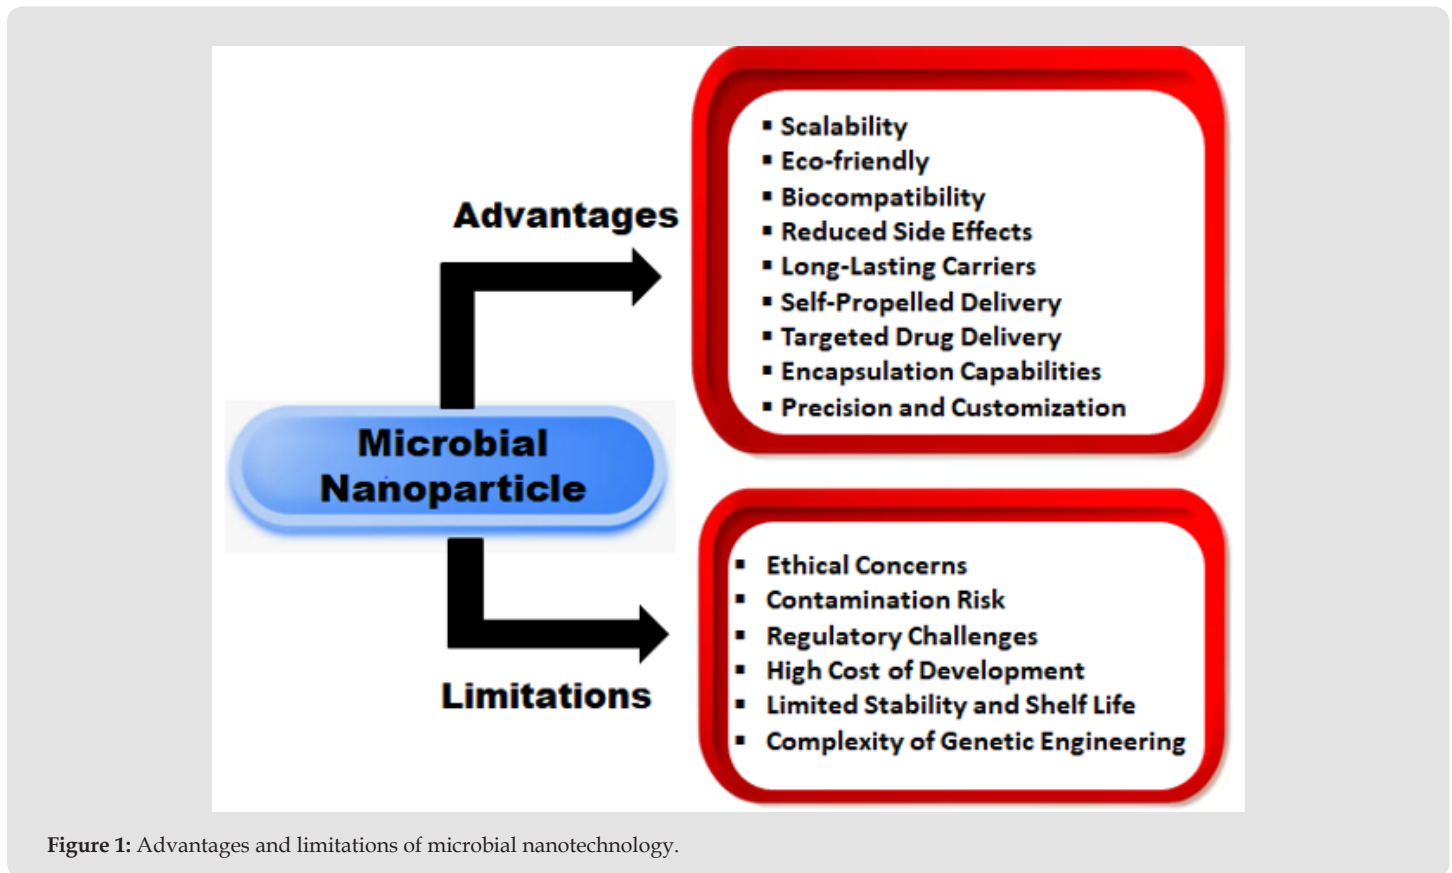 Advantages
▪ Scalability
▪ Eco-friendly
▪ Biocompatibility
▪ Reduced Side Effects
▪ Long-Lasting Carriers
▪ Self-Propelled Delivery
▪ Targeted Drug Delivery
▪ Encapsulation Capabilities
▪ Precision and Customization
Microbial
Nanoparticle
Limitations
▪ Ethical Concerns
▪ Contamination Risk
▪ Regulatory Challenges
▪ High Cost of Development
▪ Limited Stability and Shelf Life
▪ Complexity of Genetic Engineering
Figure 1: Advantages and limitations of microbial nanotechnology.